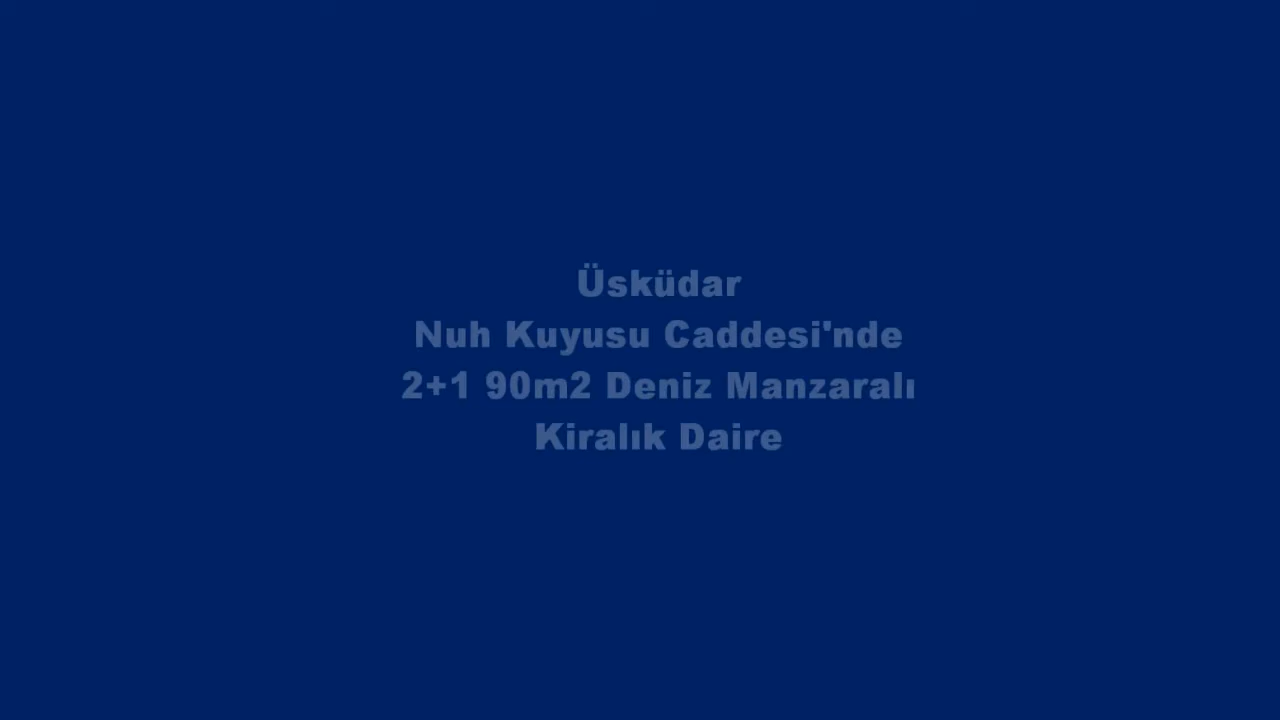 Üsküdar
Nuh Kuyusu Caddesi'nde
2+1 90m2 Deniz Manzaralı
Kiralık Daire